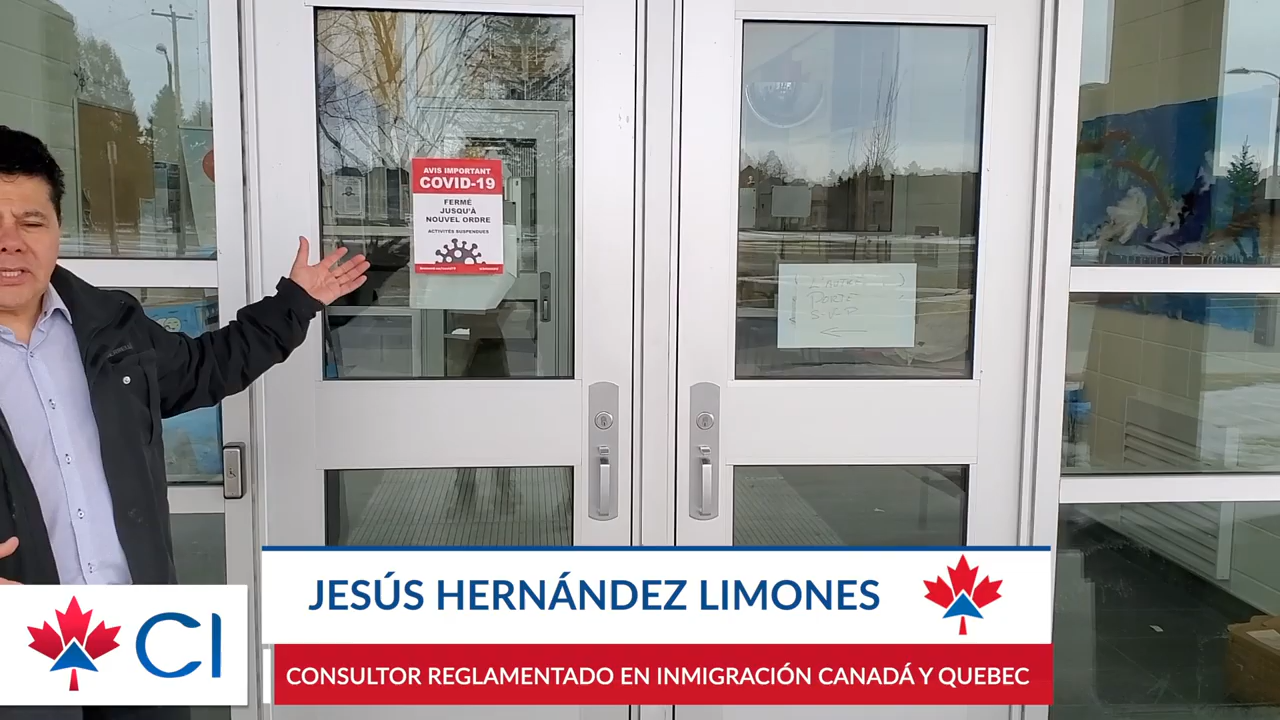 AVIS IMPORTANT
COVID-19
FERMÉ
JUSQU'À
NOUVEL ORDRE
ACTIVITÉS SUSPENDUES
PORTE
JESÚS HERNÁNDEZ LIMONES
CI
CONSULTOR REGLAMENTADO EN INMIGRACIÓN CANADÁ Y QUEBEC